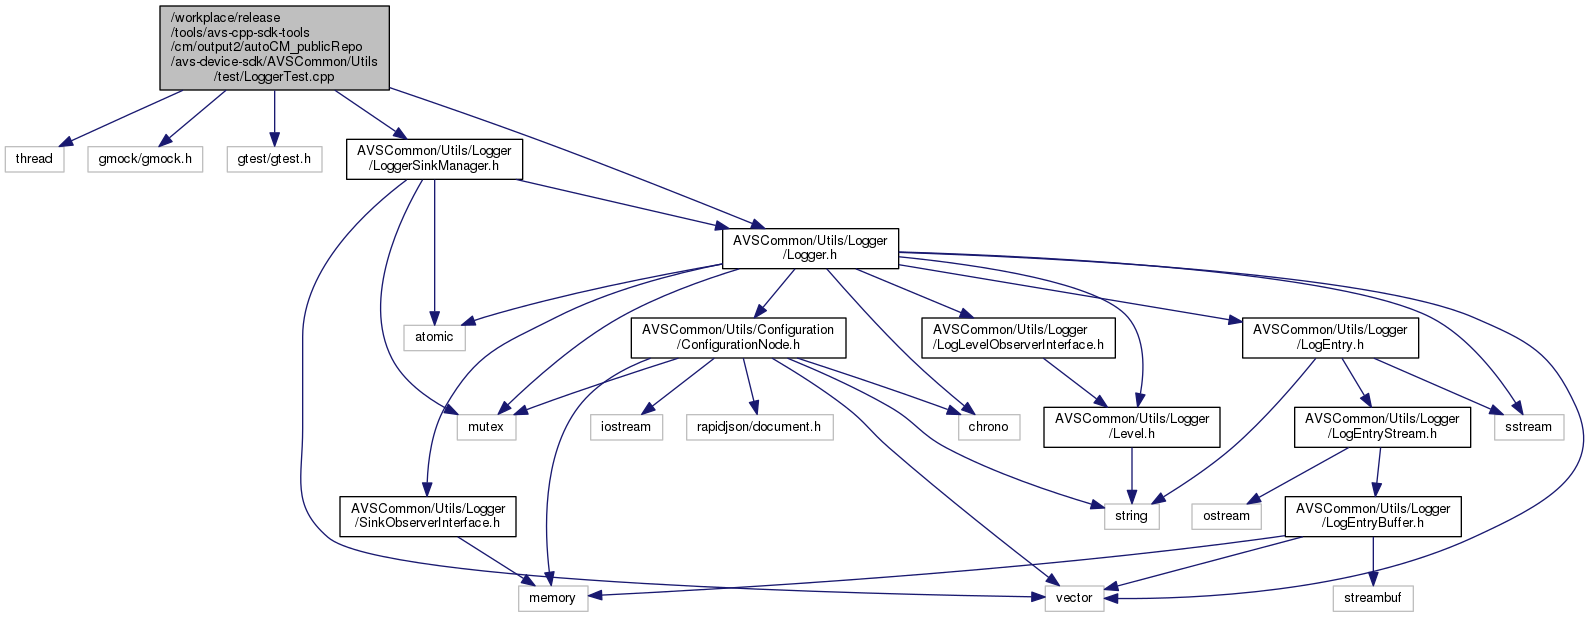 /workplace/release
/tools/avs-cpp-sdk-tools
/cm/output2/autoCM_publicRepo
/avs-device-sdk/AVSCommon/Utils
/test/LoggerTest.cpp
thread
gmock/gmock.h
gtest/gtest.h
AVSCommon/Utils/Logger
/LoggerSinkManager.h
AVSCommon/Utils/Logger
/Logger.h
atomic
AVSCommon/Utils/Configuration
/ConfigurationNode.h
AVSCommon/Utils/Logger
/LogLevelObserverInterface.h
AVSCommon/Utils/Logger
/LogEntry.h
mutex
iostream
rapidjson/document.h
chrono
AVSCommon/Utils/Logger
/Level.h
AVSCommon/Utils/Logger
/LogEntryStream.h
sstream
AVSCommon/Utils/Logger
/SinkObserverInterface.h
string
ostream
AVSCommon/Utils/Logger
/LogEntryBuffer.h
memory
vector
streambuf